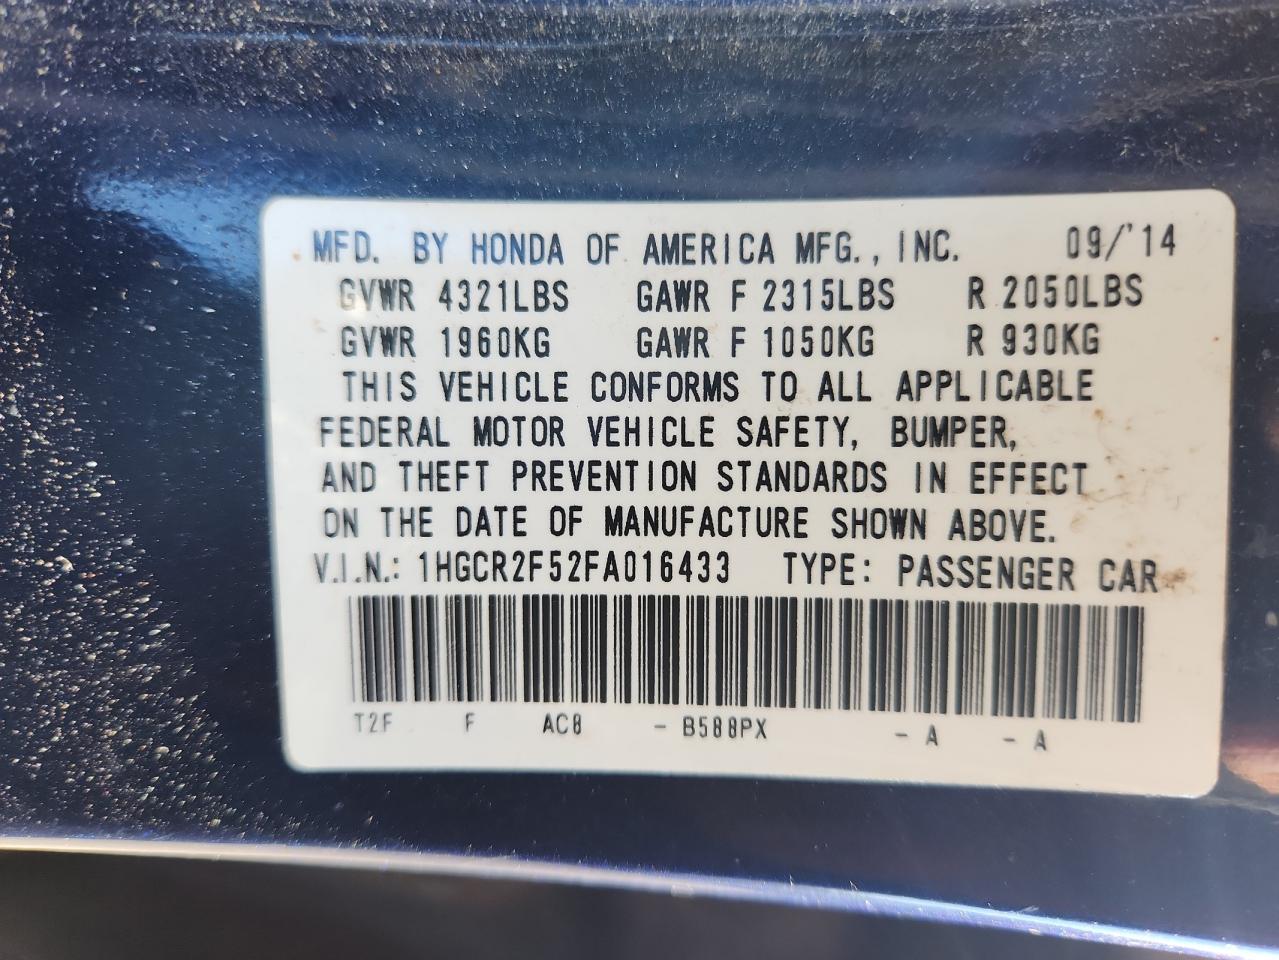 MFD. BY HONDA OF AMERICA MFG., INC. 09/'14
GVWR 4321LBS GAWR F 2315LBS R 2050LBS
GVWR 1960KG GAWR F 1050KG R 930KG
THIS VEHICLE CONFORMS TO ALL APPLICABLE
FEDERAL MOTOR VEHICLE SAFETY, BUMPER,
AND THEFT PREVENTION STANDARDS IN EFFECT
ON THE DATE OF MANUFACTURE SHOWN ABOVE.
V.I.N.: 1HGCR2F52FA016433 TYPE: PASSENGER CAR
T2F F AC8 - B588PX - A - A